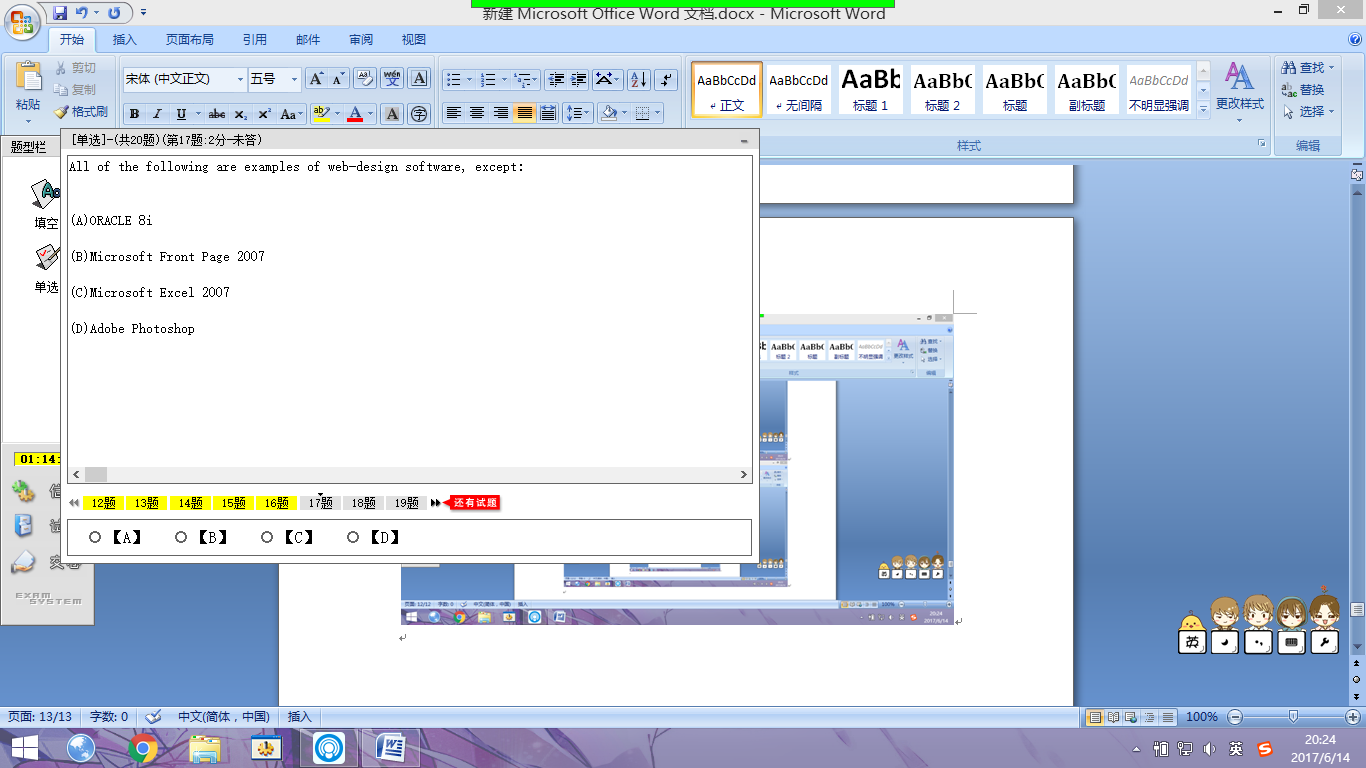 新建 Microsoft Office Word 文档.docx - Microsoft Word
开始 插入 页面布局 引用 邮件 审阅 视图
粘贴
剪切
复制
格式刷
宋体 (中文正文) 五号
AaBbCcDd AaBbCcDd AaBb AaBbC AaBbC AaBbC AaBbCcDd
↵ 正文 ↵ 无间隔 标题 1 标题 2 标题 副标题 不明显强调
更改样式
查找
替换
选择
样式 编辑
题型栏
填空
单选
[单选]-(共20题)(第17题:2分-未答)
All of the following are examples of web-design software, except:
(A)ORACLE 8i
(B)Microsoft Front Page 2007
(C)Microsoft Excel 2007
(D)Adobe Photoshop
01:14:
12题 13题 14题 15题 16题 17题 18题 19题 还有试题
【A】 【B】 【C】 【D】
EXAM
SYSTEM
英
页面: 13/13 字数: 0 中文(简体，中国) 插入 100%
英
20:24
2017/6/14